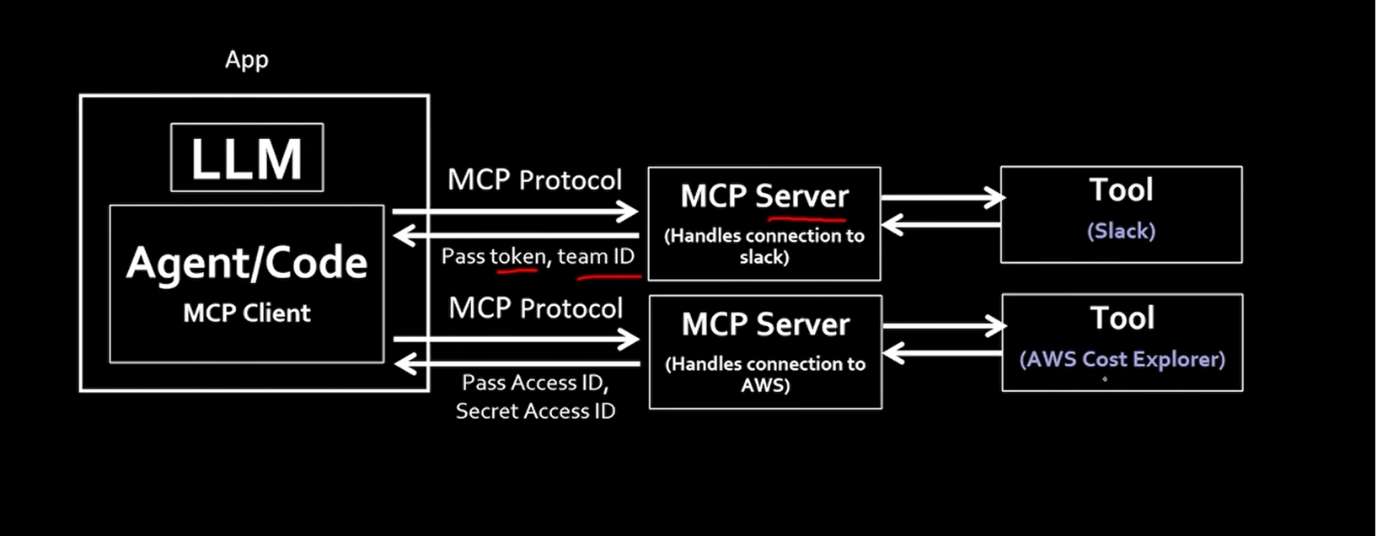 App
LLM
Agent/Code
MCP Client
MCP Protocol
Pass token, team ID
MCP Protocol
Pass Access ID,
Secret Access ID
MCP Server
(Handles connection to
slack)
MCP Server
(Handles connection to
AWS)
Tool
(Slack)
Tool
(AWS Cost Explorer)